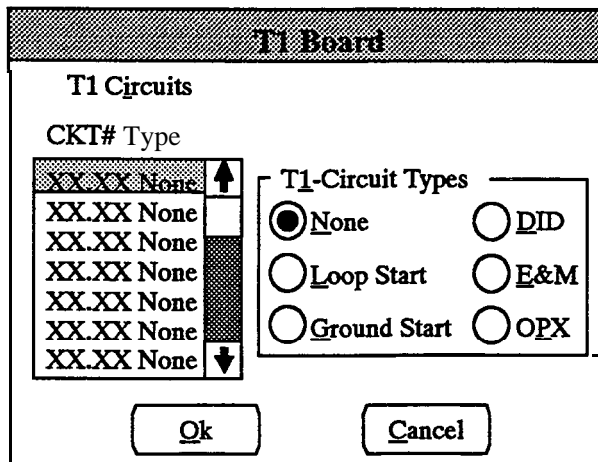 T1 Board
T1 Circuits
CKT# Type
XX.XX None
XX.XX None
XX.XX None
XX.XX None
XX.XX None
XX.XX None
XX.XX None
T1-Circuit Types
None
DID
Loop Start
E&M
Ground Start
OPX
Ok
Cancel